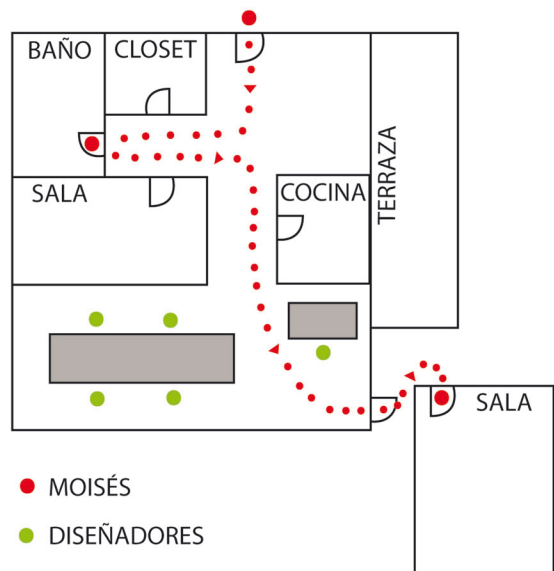 BAÑO
CLOSET
SALA
COCINA
TERRAZA
SALA
MOISÉS
DISEÑADORES